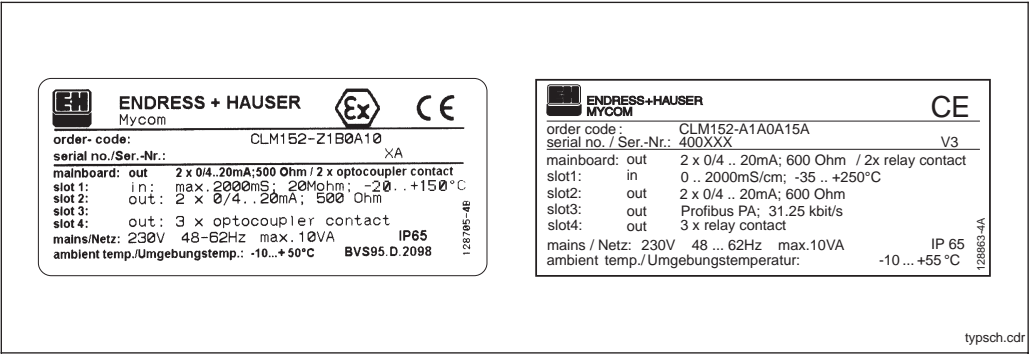 EH
ENDRESS + HAUSER
Mycom
Ex
CE
order- code: CLM152-Z1B0A10
serial no./Ser.-Nr.: XA
mainboard: out 2 x 0/4..20mA;500 Ohm / 2 x optocoupler contact
slot 1: in: max.2000mS; 20Mohm; -20..+150°C
slot 2: out: 2 x 0/4..20mA; 500 Ohm
slot 3:
slot 4: out: 3 x optocoupler contact
mains/Netz: 230V 48-62Hz max.10VA IP65
ambient temp./Umgebungstemp.: -10...+ 50°C BVS95.D.2098
128705-4B
EH
ENDRESS+HAUSER
MYCOM
CE
order code : CLM152-A1A0A15A
serial no. / Ser.-Nr.: 400XXX V3
mainboard: out 2 x 0/4 .. 20mA; 600 Ohm / 2x relay contact
slot1: in 0 .. 2000mS/cm; -35 .. +250°C
slot2: out 2 x 0/4 .. 20mA; 600 Ohm
slot3: out Profibus PA; 31.25 kbit/s
slot4: out 3 x relay contact
mains / Netz: 230V 48 ... 62Hz max.10VA IP 65
ambient temp./Umgebungstemperatur: -10 ... +55 °C
128863-4A
typsch.cdr